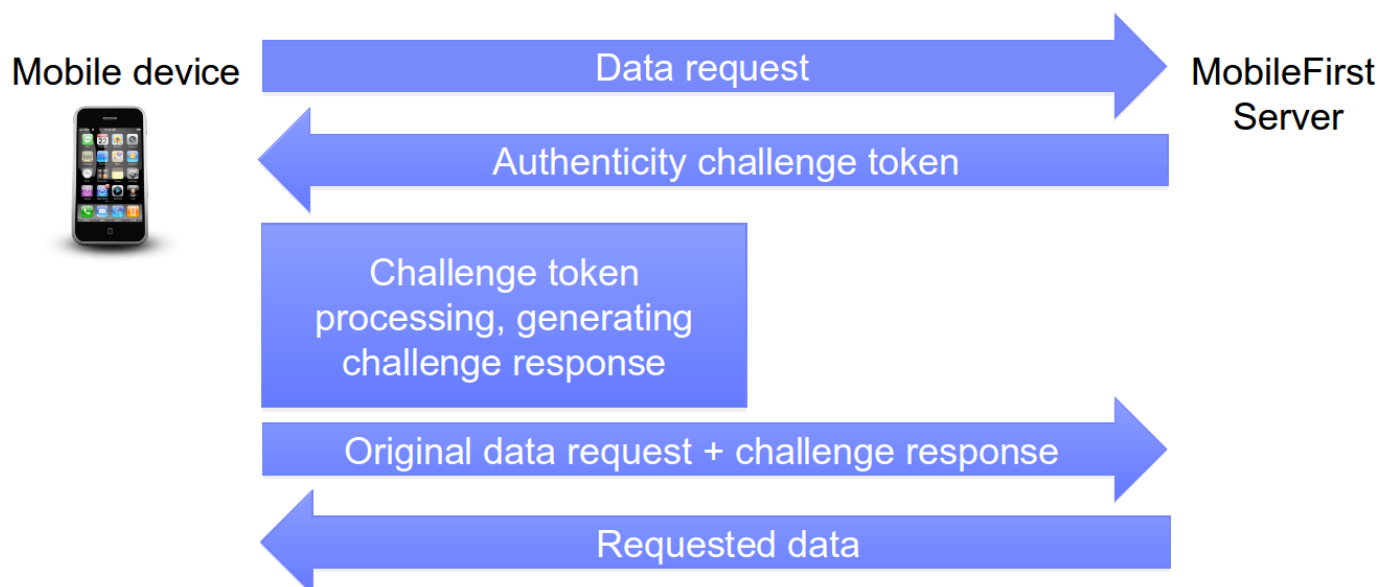 Mobile device
Data request
MobileFirst
Server
Authenticity challenge token
Challenge token
processing, generating
challenge response
Original data request + challenge response
Requested data